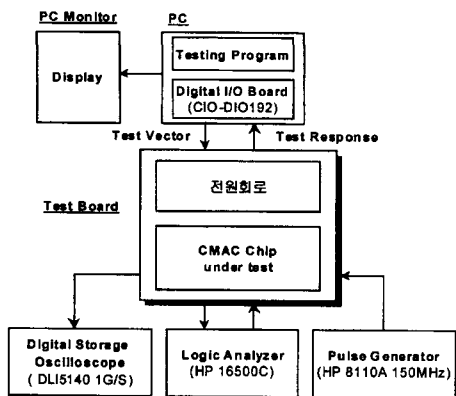 PC Monitor
PC
Display
Testing Program
Digital I/O Board
(CIO-DIO192)
Test Vector
Test Response
Test Board
전원회로
CMAC Chip
under test
Digital Storage
Oscilloscope
( DLI5140 1G/S)
Logic Analyzer
(HP 16500C)
Pulse Generator
(HP 8110A 150MHz)